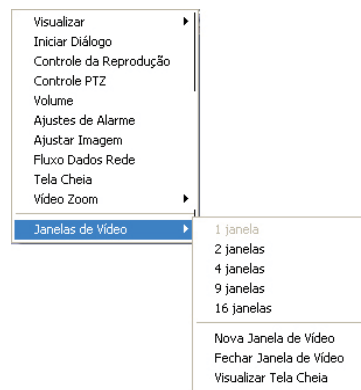 Visualizar
Iniciar Diálogo
Controle da Reprodução
Controle PTZ
Volume
Ajustes de Alarme
Ajustar Imagem
Fluxo Dados Rede
Tela Cheia
Vídeo Zoom
Janelas de Vídeo
1 janela
2 janelas
4 janelas
9 janelas
16 janelas
Nova Janela de Vídeo
Fechar Janela de Vídeo
Visualizar Tela Cheia